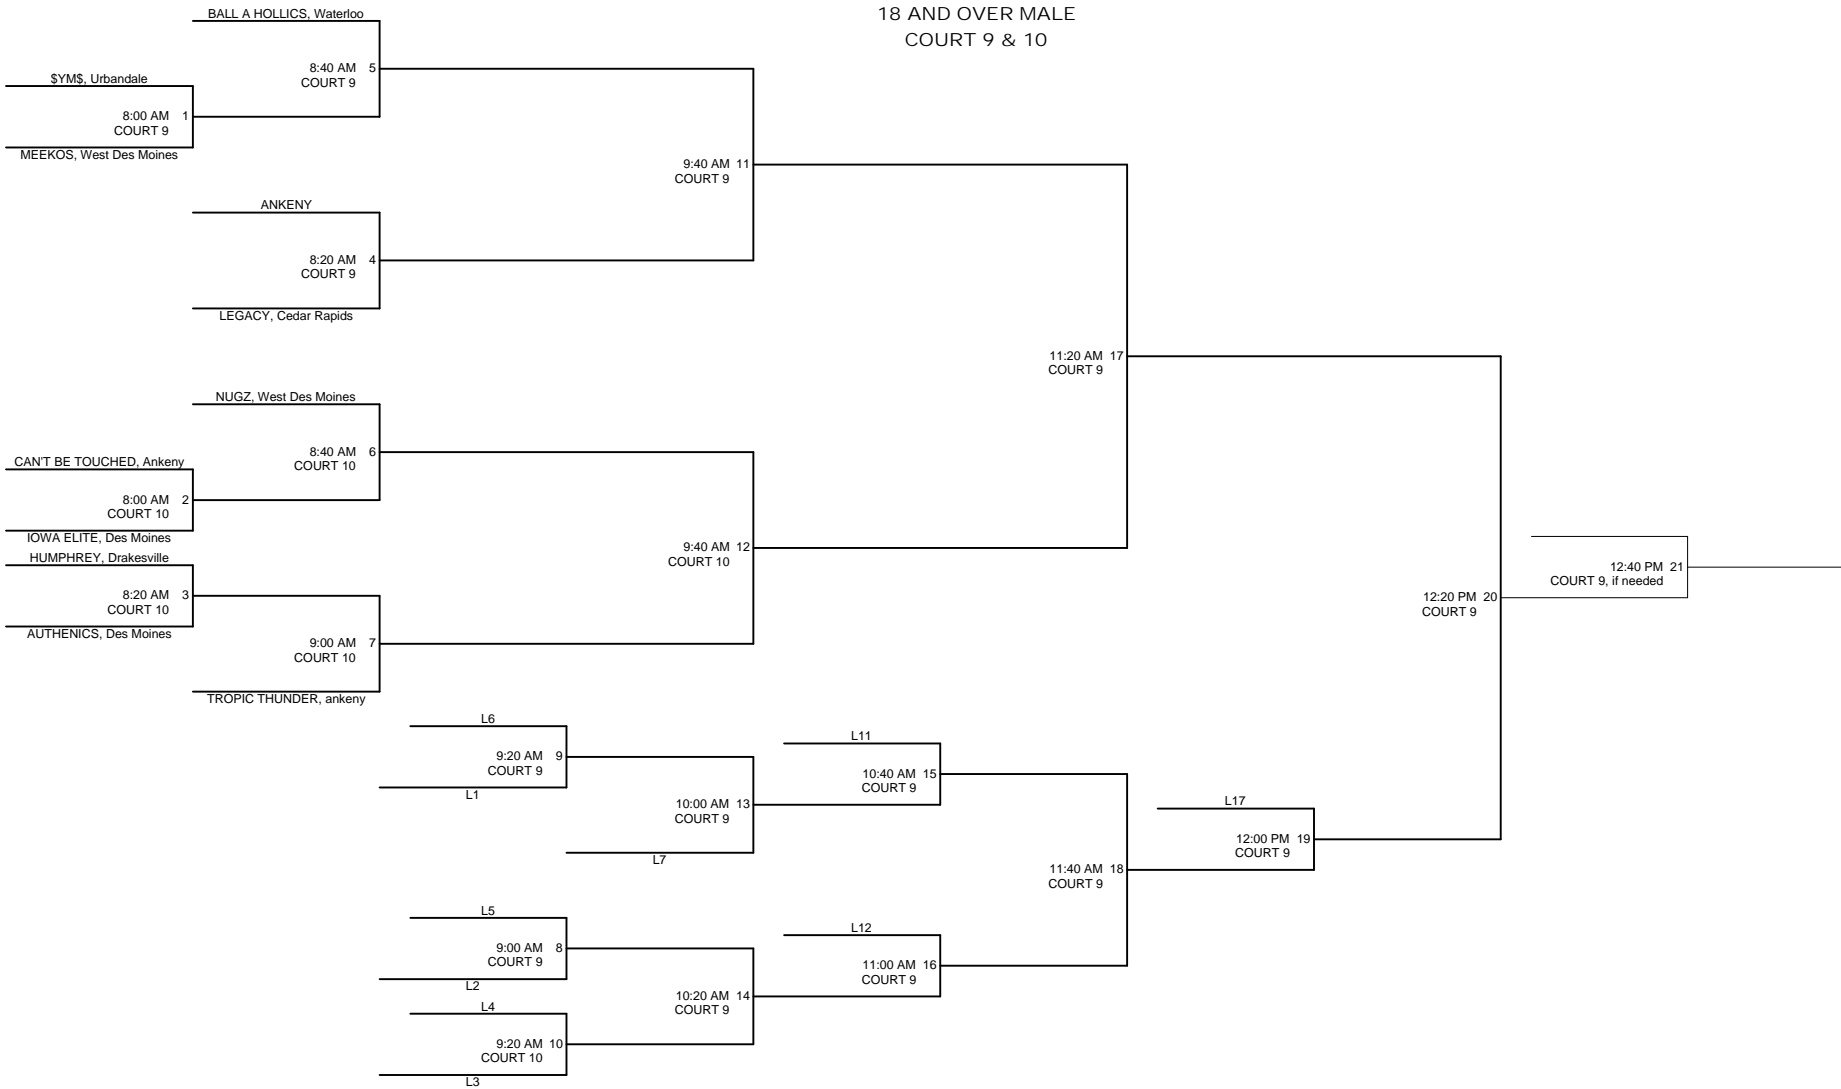 18 AND OVER MALE
COURT 9 & 10
BALL A HOLLICS, Waterloo
8:40 AM 5
COURT 9
$YM$, Urbandale
8:00 AM 1
COURT 9
MEEKOS, West Des Moines
9:40 AM 11
COURT 9
ANKENY
8:20 AM 4
COURT 9
LEGACY, Cedar Rapids
11:20 AM 17
COURT 9
NUGZ, West Des Moines
8:40 AM 6
COURT 10
CAN'T BE TOUCHED, Ankeny
8:00 AM 2
COURT 10
IOWA ELITE, Des Moines
HUMPHREY, Drakesville
8:20 AM 3
COURT 10
AUTHENICS, Des Moines
9:40 AM 12
COURT 10
9:00 AM 7
COURT 10
TROPIC THUNDER, ankeny
12:40 PM 21
COURT 9, if needed
12:20 PM 20
COURT 9
L6
9:20 AM 9
COURT 9
L1
L11
10:40 AM 15
COURT 9
10:00 AM 13
COURT 9
L7
L17
12:00 PM 19
COURT 9
11:40 AM 18
COURT 9
L5
9:00 AM 8
COURT 9
L2
L12
11:00 AM 16
COURT 9
10:20 AM 14
COURT 9
L4
9:20 AM 10
COURT 10
L3